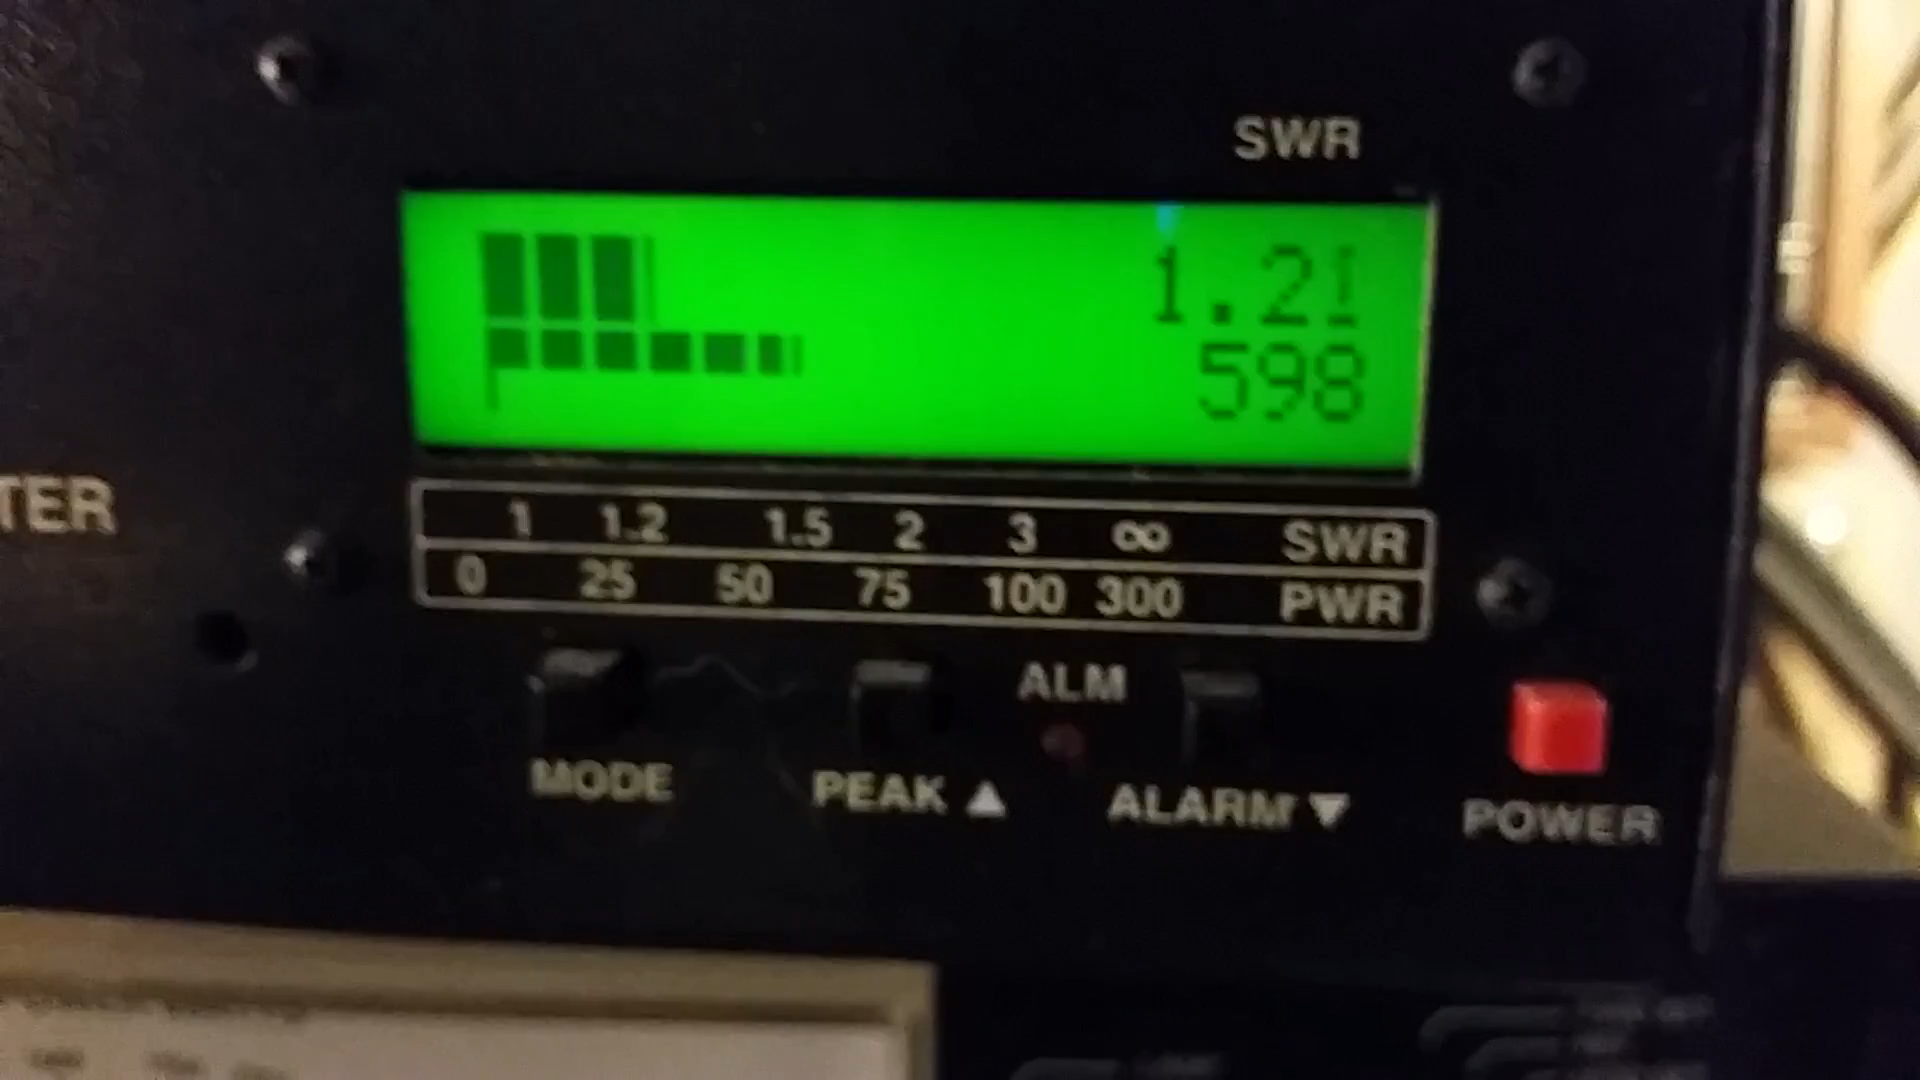 SWR
1.21
598
TER
1 1.2 1.5 2 3 ∞ SWR
0 25 50 75 100 300 PWR
ALM
MODE PEAK ▲ ALARM ▼ POWER